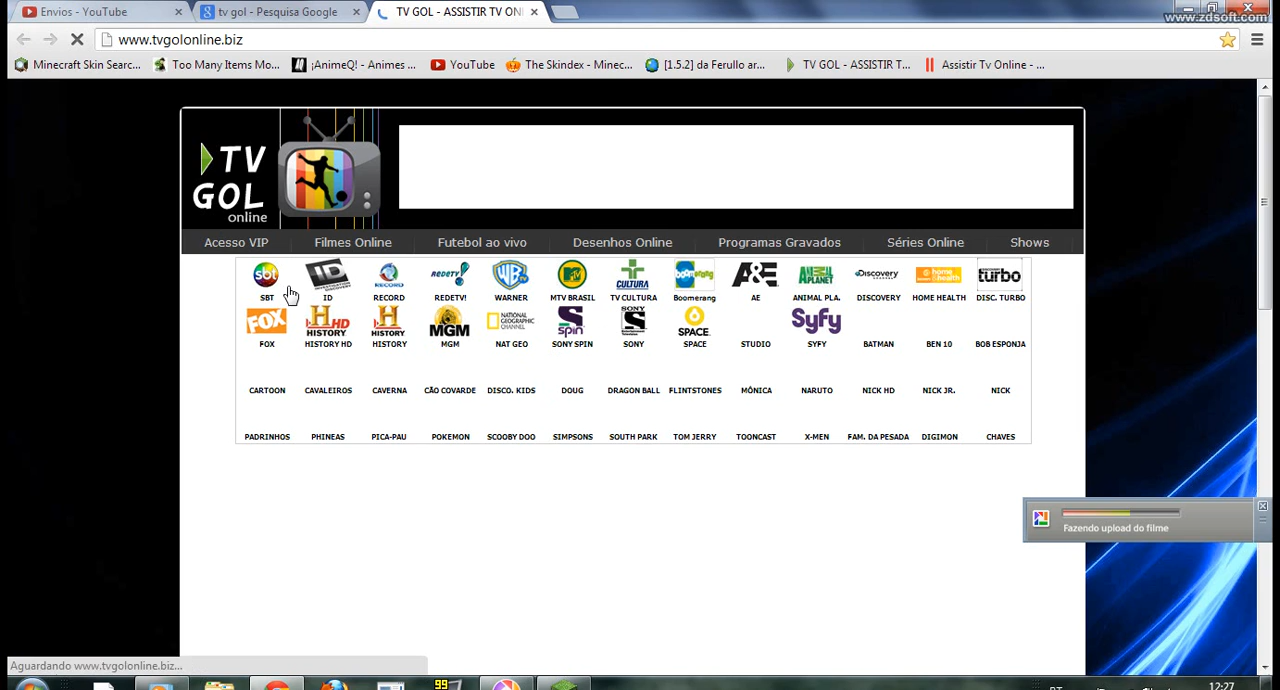 Envios - YouTube
tv gol - Pesquisa Google
TV GOL - ASSISTIR TV ONL
www.zdsoft.com
www.tvgolonline.biz
Minecraft Skin Searc...
Too Many Items Mo...
¡AnimeQ! - Animes ...
YouTube
The Skindex - Minec...
[1.5.2] da Ferullo ar...
TV GOL - ASSISTIR T...
Assistir Tv Online - ...
TV
GOL
online
Acesso VIP
Filmes Online
Futebol ao vivo
Desenhos Online
Programas Gravados
Séries Online
Shows
SBT ID RECORD REDETV! WARNER MTV BRASIL TV CULTURA Boomerang AE ANIMAL PLA. DISCOVERY HOME HEALTH DISC. TURBO
FOX HISTORY HD HISTORY MGM NAT GEO SONY SPIN SONY SPACE STUDIO SYFY BATMAN BEN 10 BOB ESPONJA
CARTOON CAVALEIROS CAVERNA CÃO COVARDE DISCO. KIDS DOUG DRAGON BALL FLINTSTONES MÔNICA NARUTO NICK HD NICK JR. NICK
PADRINHOS PHINEAS PICA-PAU POKEMON SCOOBY DOO SIMPSONS SOUTH PARK TOM JERRY TOONCAST X-MEN FAM. DA PESADA DIGIMON CHAVES
Fazendo upload do filme
Aguardando www.tvgolonline.biz...
99
PT
12:27